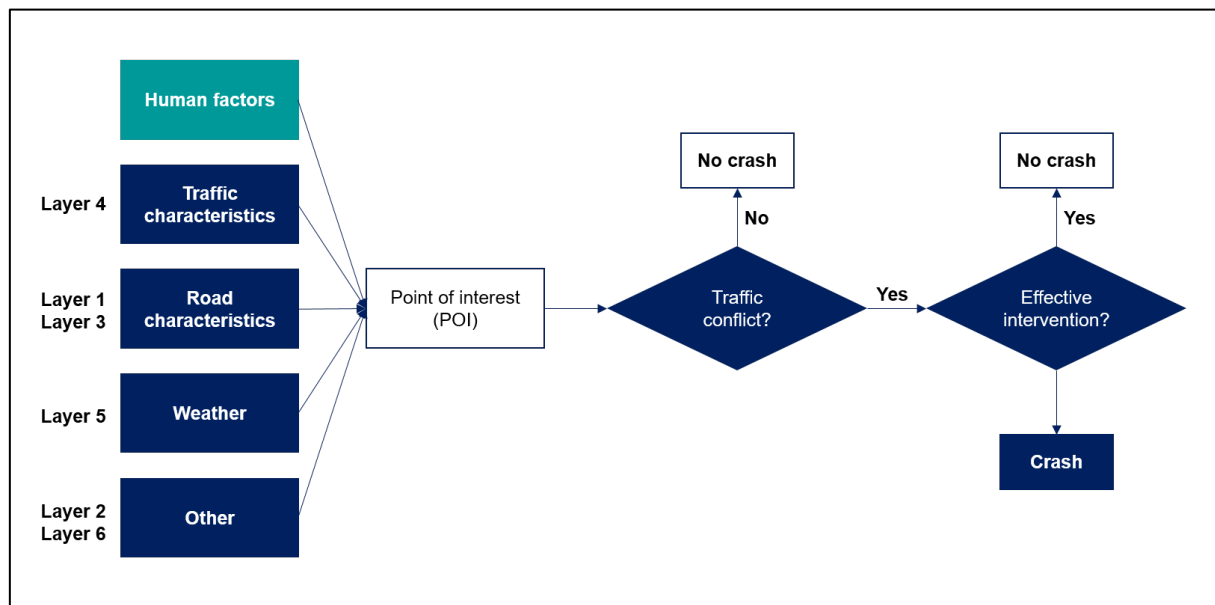 Human factors
Layer 4
Traffic
characteristics
Layer 1
Layer 3
Road
characteristics
Layer 5
Weather
Layer 2
Layer 6
Other
Point of interest
(POI)
Traffic
conflict?
No
No crash
Yes
Effective
intervention?
Yes
No crash
Crash